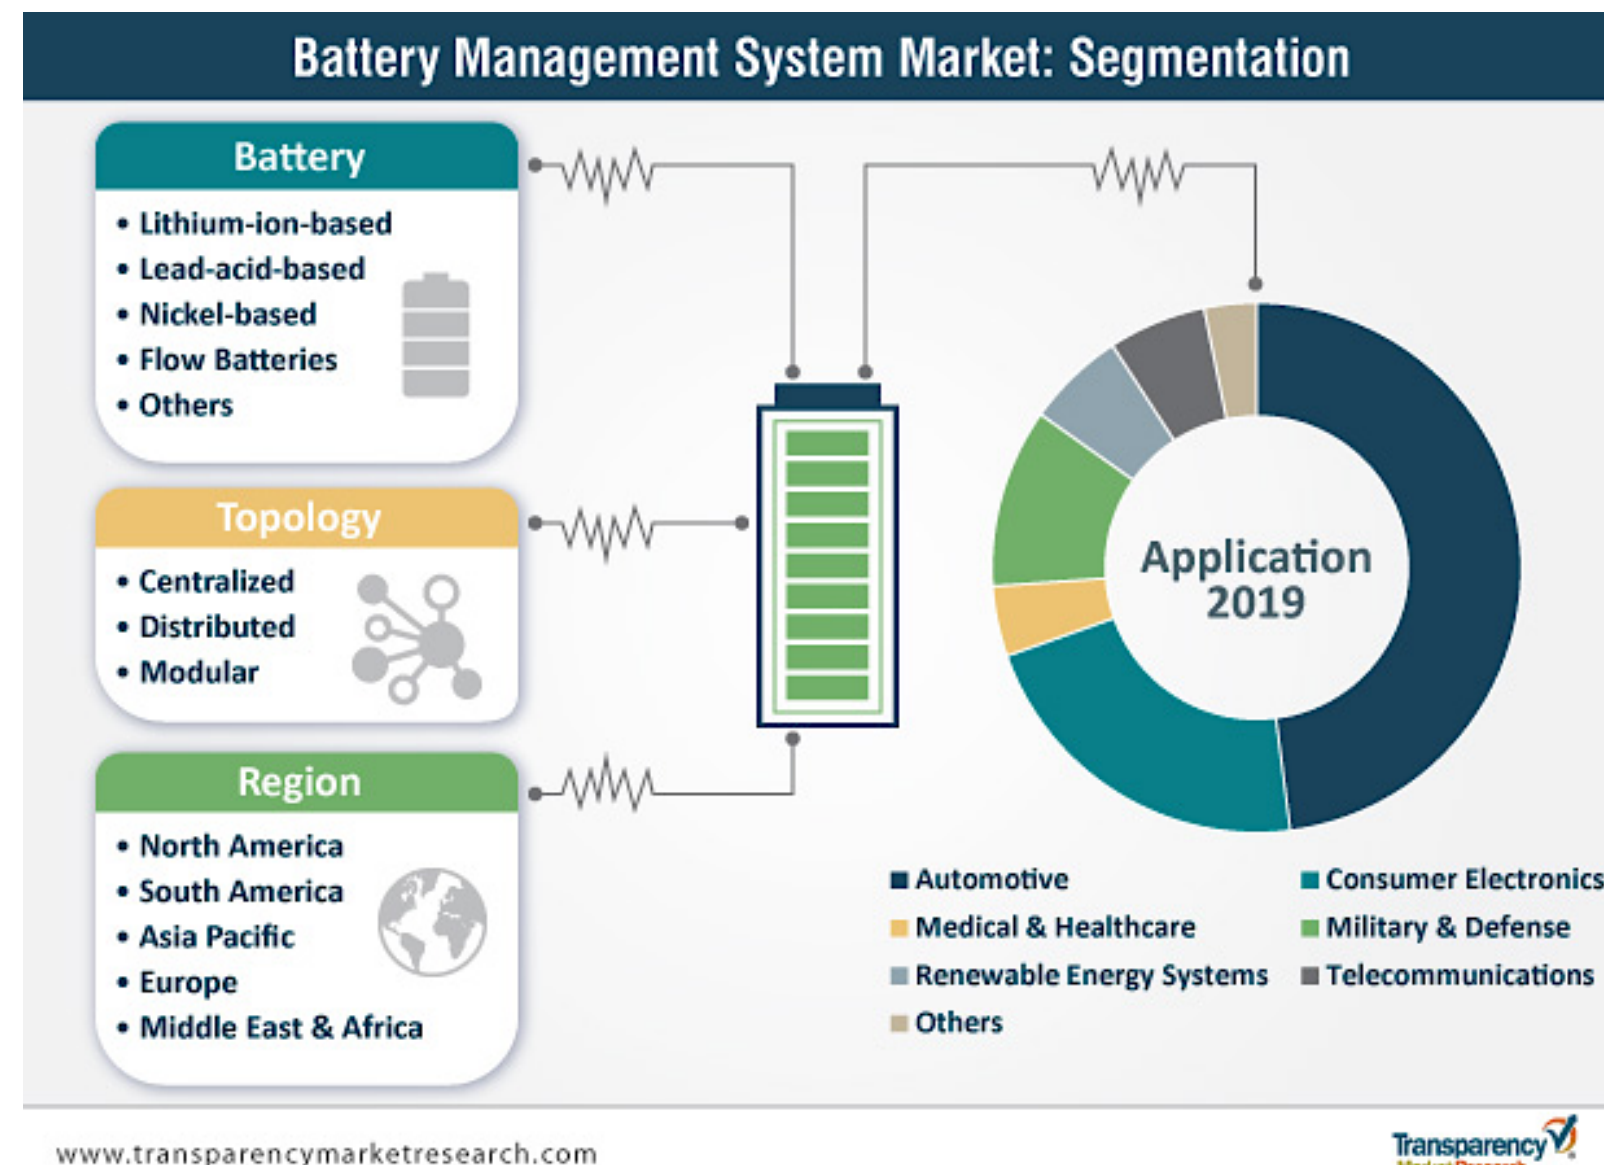 Battery Management System Market: Segmentation
Battery
• Lithium-ion-based
• Lead-acid-based
• Nickel-based
• Flow Batteries
• Others
Topology
• Centralized
• Distributed
• Modular
Region
• North America
• South America
• Asia Pacific
• Europe
• Middle East & Africa
Application
2019
Automotive
Consumer Electronics
Medical & Healthcare
Military & Defense
Renewable Energy Systems
Telecommunications
Others
www.transparencymarketresearch.com
Transparency
Market Research